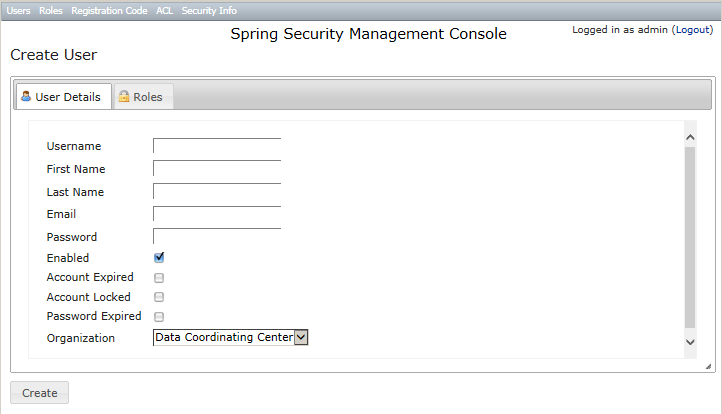 Users Roles Registration Code ACL Security Info
Spring Security Management Console
Logged in as admin (Logout)
Create User
User Details Roles
Username
First Name
Last Name
Email
Password
Enabled
Account Expired
Account Locked
Password Expired
Organization Data Coordinating Center
Create